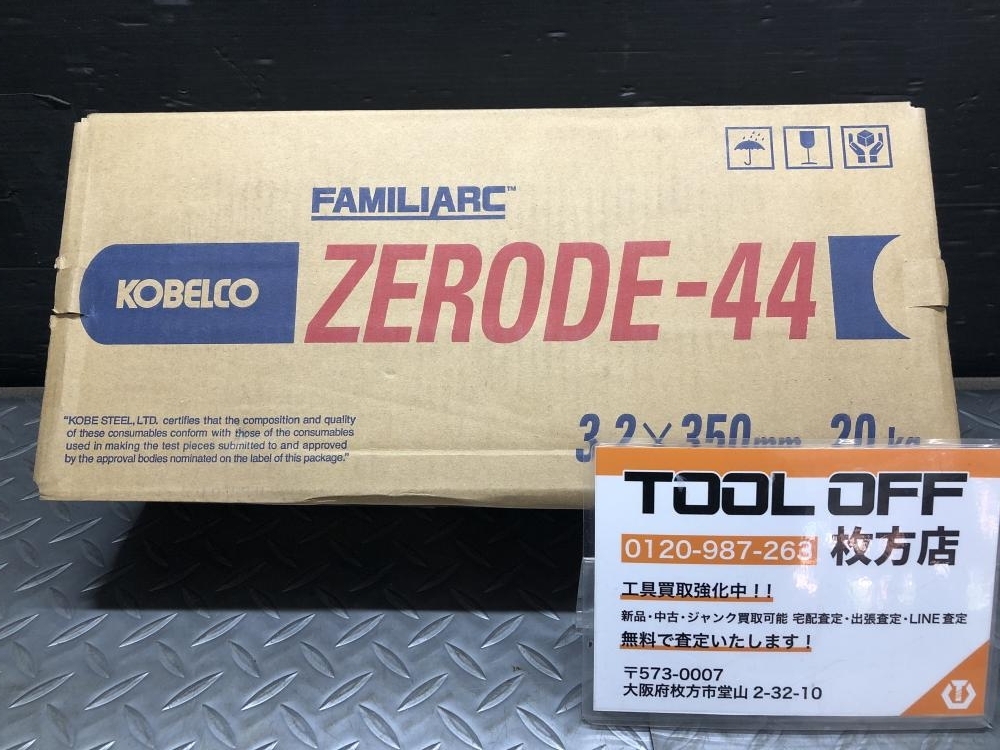 FAMILIARC™
KOBELCO
ZERODE-44
"KOBE STEEL, LTD. certifies that the composition and quality
of these consumables conform with those of the consumables
used in making the test pieces submitted to and approved
by the approval bodies nominated on the label of this package."
3.2×350mm 20kg
TOOL OFF
0120-987-263 枚方店
工具買取強化中!!
新品・中古・ジャンク買取可能 宅配査定・出張査定・LINE査定
無料で査定いたします!
〒573-0007
大阪府枚方市堂山 2-32-10